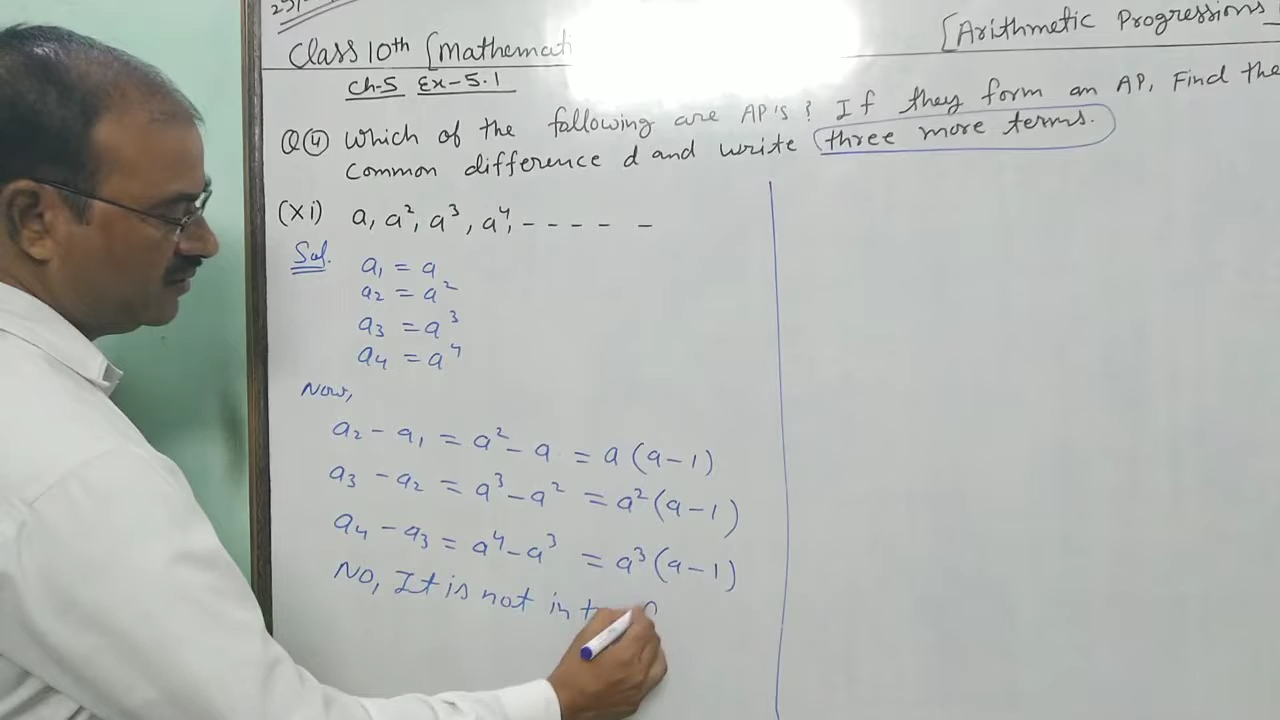 Class 10th [Mathemati
[Arithmetic Progressions
Ch-5 Ex-5.1
Q④ Which of the following are AP's? If they form an AP, Find the
Common difference d and write three more terms.
(xi) a, a², a³, a⁴, - - - - -
Sol.
a₁ = a
a₂ = a²
a₃ = a³
a₄ = a⁴
Now,
a₂ - a₁ = a² - a = a(a-1)
a₃ - a₂ = a³ - a² = a²(a-1)
a₄ - a₃ = a⁴ - a³ = a³(a-1)
No, It is not in